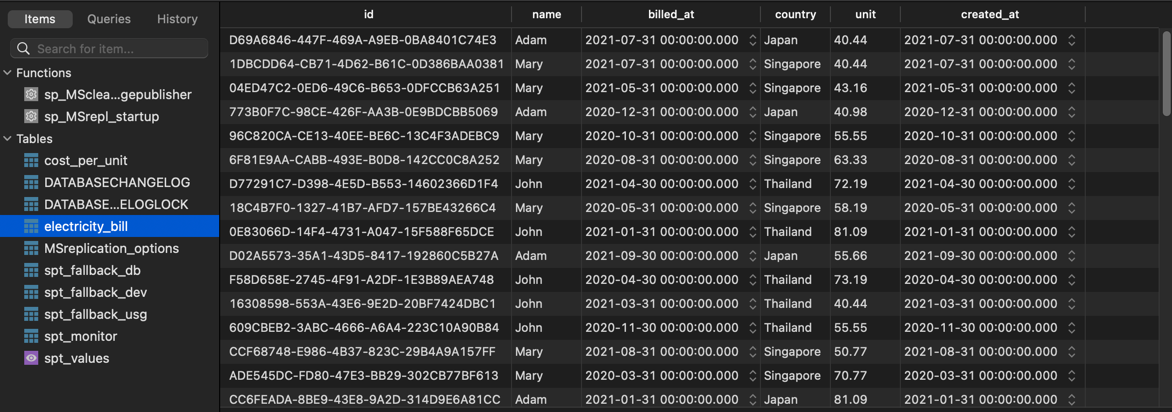 Items Queries History
Search for item...
Functions
sp_MSclea...gepublisher
sp_MSrepl_startup
Tables
cost_per_unit
DATABASECHANGELOG
DATABASE...ELOGLOCK
electricity_bill
MSreplication_options
spt_fallback_db
spt_fallback_dev
spt_fallback_usg
spt_monitor
spt_values
id name billed_at country unit created_at
D69A6846-447F-469A-A9EB-0BA8401C74E3 Adam 2021-07-31 00:00:00.000 Japan 40.44 2021-07-31 00:00:00.000
1DBCDD64-CB71-4D62-B61C-0D386BAA0381 Mary 2021-07-31 00:00:00.000 Singapore 40.44 2021-07-31 00:00:00.000
04ED47C2-0ED6-49C6-B653-0DFCCB63A251 Mary 2021-05-31 00:00:00.000 Singapore 43.16 2021-05-31 00:00:00.000
773B0F7C-98CE-426F-AA3B-0E9BDCBB5069 Adam 2020-12-31 00:00:00.000 Japan 40.98 2020-12-31 00:00:00.000
96C820CA-CE13-40EE-BE6C-13C4F3ADEBC9 Mary 2020-10-31 00:00:00.000 Singapore 55.55 2020-10-31 00:00:00.000
6F81E9AA-CABB-493E-B0D8-142CC0C8A252 Mary 2020-08-31 00:00:00.000 Singapore 63.33 2020-08-31 00:00:00.000
D77291C7-D398-4E5D-B553-14602366D1F4 John 2021-04-30 00:00:00.000 Thailand 72.19 2021-04-30 00:00:00.000
18C4B7F0-1327-41B7-AFD7-157BE43266C4 Mary 2020-05-31 00:00:00.000 Singapore 58.19 2020-05-31 00:00:00.000
0E83066D-14F4-4731-A047-15F588F65DCE John 2021-01-31 00:00:00.000 Thailand 81.09 2021-01-31 00:00:00.000
D02A5573-35A1-43D5-8417-192860C5B27A Adam 2021-09-30 00:00:00.000 Japan 55.66 2021-09-30 00:00:00.000
F58D658E-2745-4F91-A2DF-1E3B89AEA748 John 2020-04-30 00:00:00.000 Thailand 73.19 2020-04-30 00:00:00.000
16308598-553A-43E6-9E2D-20BF7424DBC1 John 2021-03-31 00:00:00.000 Thailand 40.44 2021-03-31 00:00:00.000
609CBEB2-3ABC-4666-A6A4-223C10A90B84 John 2020-11-30 00:00:00.000 Thailand 55.55 2020-11-30 00:00:00.000
CCF68748-E986-4B37-823C-29B4A9A157FF Mary 2021-08-31 00:00:00.000 Singapore 50.77 2021-08-31 00:00:00.000
ADE545DC-FD80-47E3-BB29-302CB77BF613 Mary 2020-03-31 00:00:00.000 Singapore 70.77 2020-03-31 00:00:00.000
CC6FEADA-8BE9-43E8-9A2D-314D9E6A81CC Adam 2021-01-31 00:00:00.000 Japan 81.09 2021-01-31 00:00:00.000